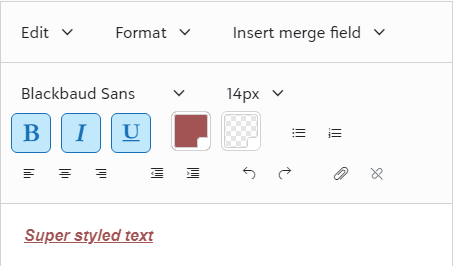 Edit Format Insert merge field
Blackbaud Sans 14px
B I U
Super styled text